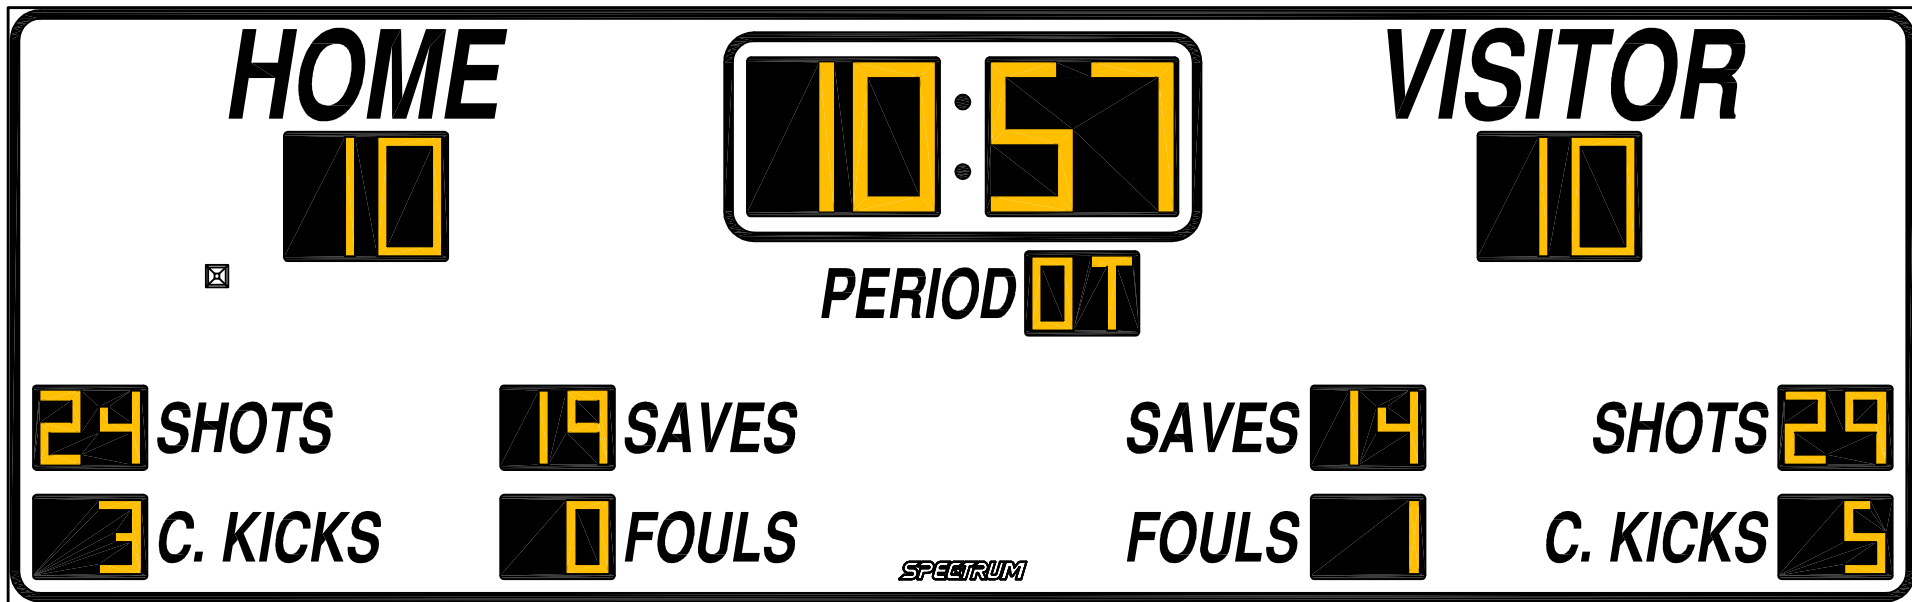 HOME 10:57 VISITOR
10 10
PERIOD OT
24 SHOTS 19 SAVES SAVES 14 SHOTS 29
3 C. KICKS 0 FOULS FOULS 1 C. KICKS 5
SPECTRUM